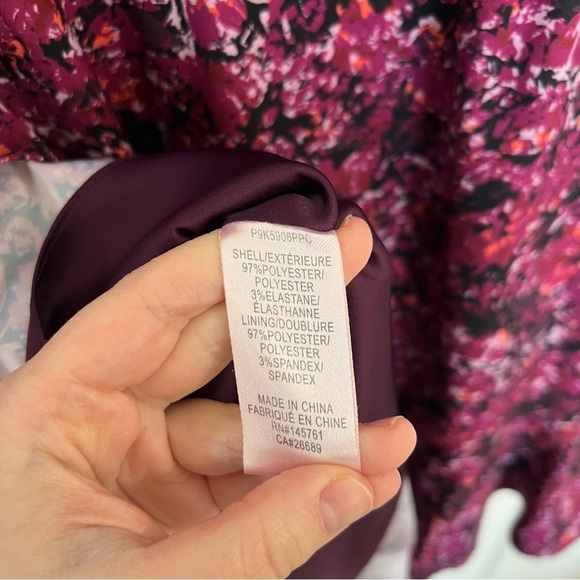 P9K5906PPC
SHELL/EXTÉRIEURE
97%POLYESTER/
POLYESTER
3%ELASTANE/
ÉLASTHANNE
LINING/DOUBLURE
97%POLYESTER/
POLYESTER
3%SPANDEX/
SPANDEX
MADE IN CHINA
FABRIQUÉ EN CHINE
RN#145761
CA#26689